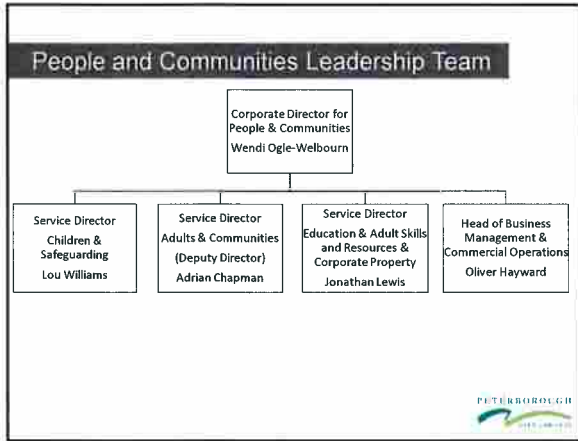 People and Communities Leadership Team
Corporate Director for
People & Communities
Wendi Ogle-Welbourn
Service Director
Children &
Safeguarding
Lou Williams
Service Director
Adults & Communities
(Deputy Director)
Adrian Chapman
Service Director
Education & Adult Skills
and Resources &
Corporate Property
Jonathan Lewis
Head of Business
Management &
Commercial Operations
Oliver Hayward
PETERBOROUGH